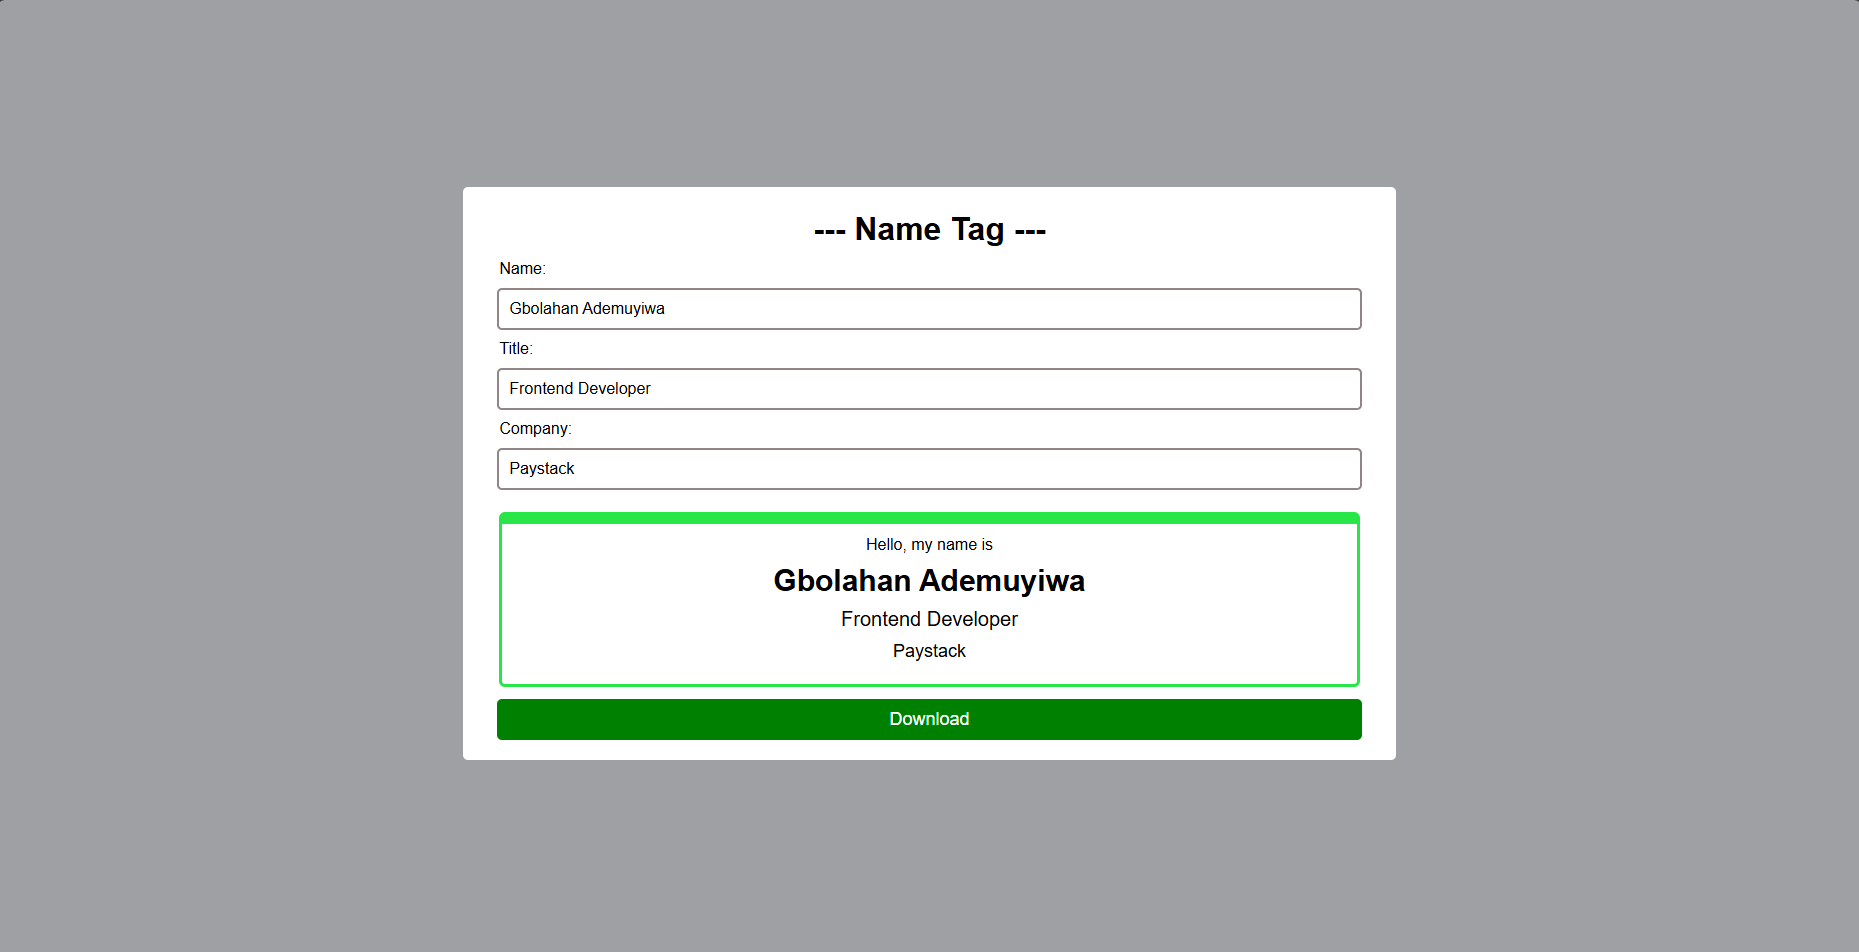 --- Name Tag ---
Name:
Gbolahan Ademuyiwa
Title:
Frontend Developer
Company:
Paystack
Hello, my name is
Gbolahan Ademuyiwa
Frontend Developer
Paystack
Download